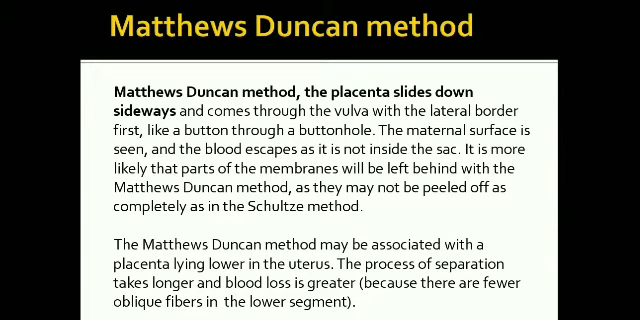 Matthews Duncan method
Matthews Duncan method, the placenta slides down
sideways and comes through the vulva with the lateral border
first, like a button through a buttonhole. The maternal surface is
seen, and the blood escapes as it is not inside the sac. It is more
likely that parts of the membranes will be left behind with the
Matthews Duncan method, as they may not be peeled off as
completely as in the Schultze method.
The Matthews Duncan method may be associated with a
placenta lying lower in the uterus. The process of separation
takes longer and blood loss is greater (because there are fewer
oblique fibers in the lower segment).